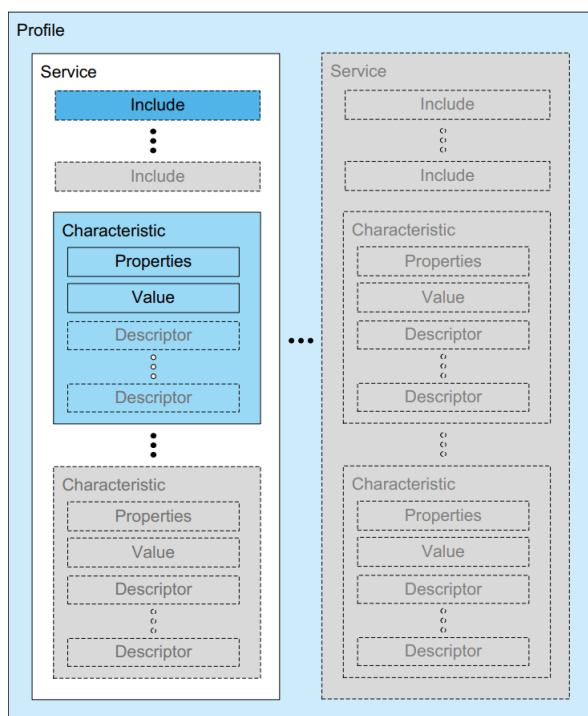 Profile
Service
Include
Include
Characteristic
Properties
Value
Descriptor
Descriptor
Characteristic
Properties
Value
Descriptor
Descriptor
Service
Include
Include
Characteristic
Properties
Value
Descriptor
Descriptor
Characteristic
Properties
Value
Descriptor
Descriptor